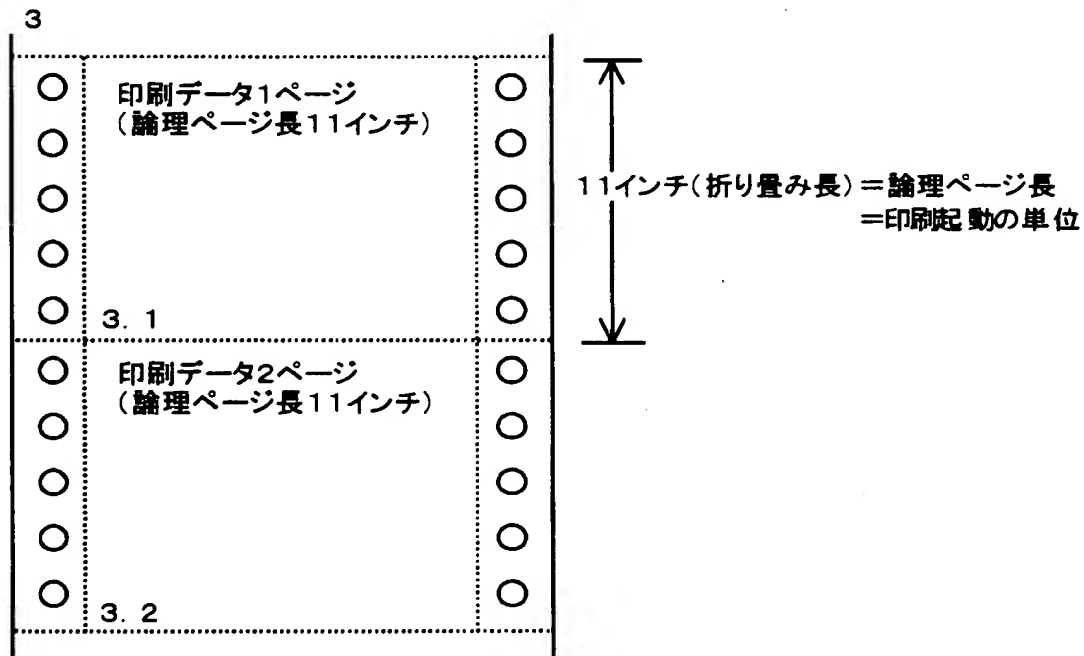 3
印刷データ1ページ
(論理ページ長11インチ)
11インチ(折り畳み長)=論理ページ長
=印刷起動の単位
3. 1
印刷データ2ページ
(論理ページ長11インチ)
3. 2